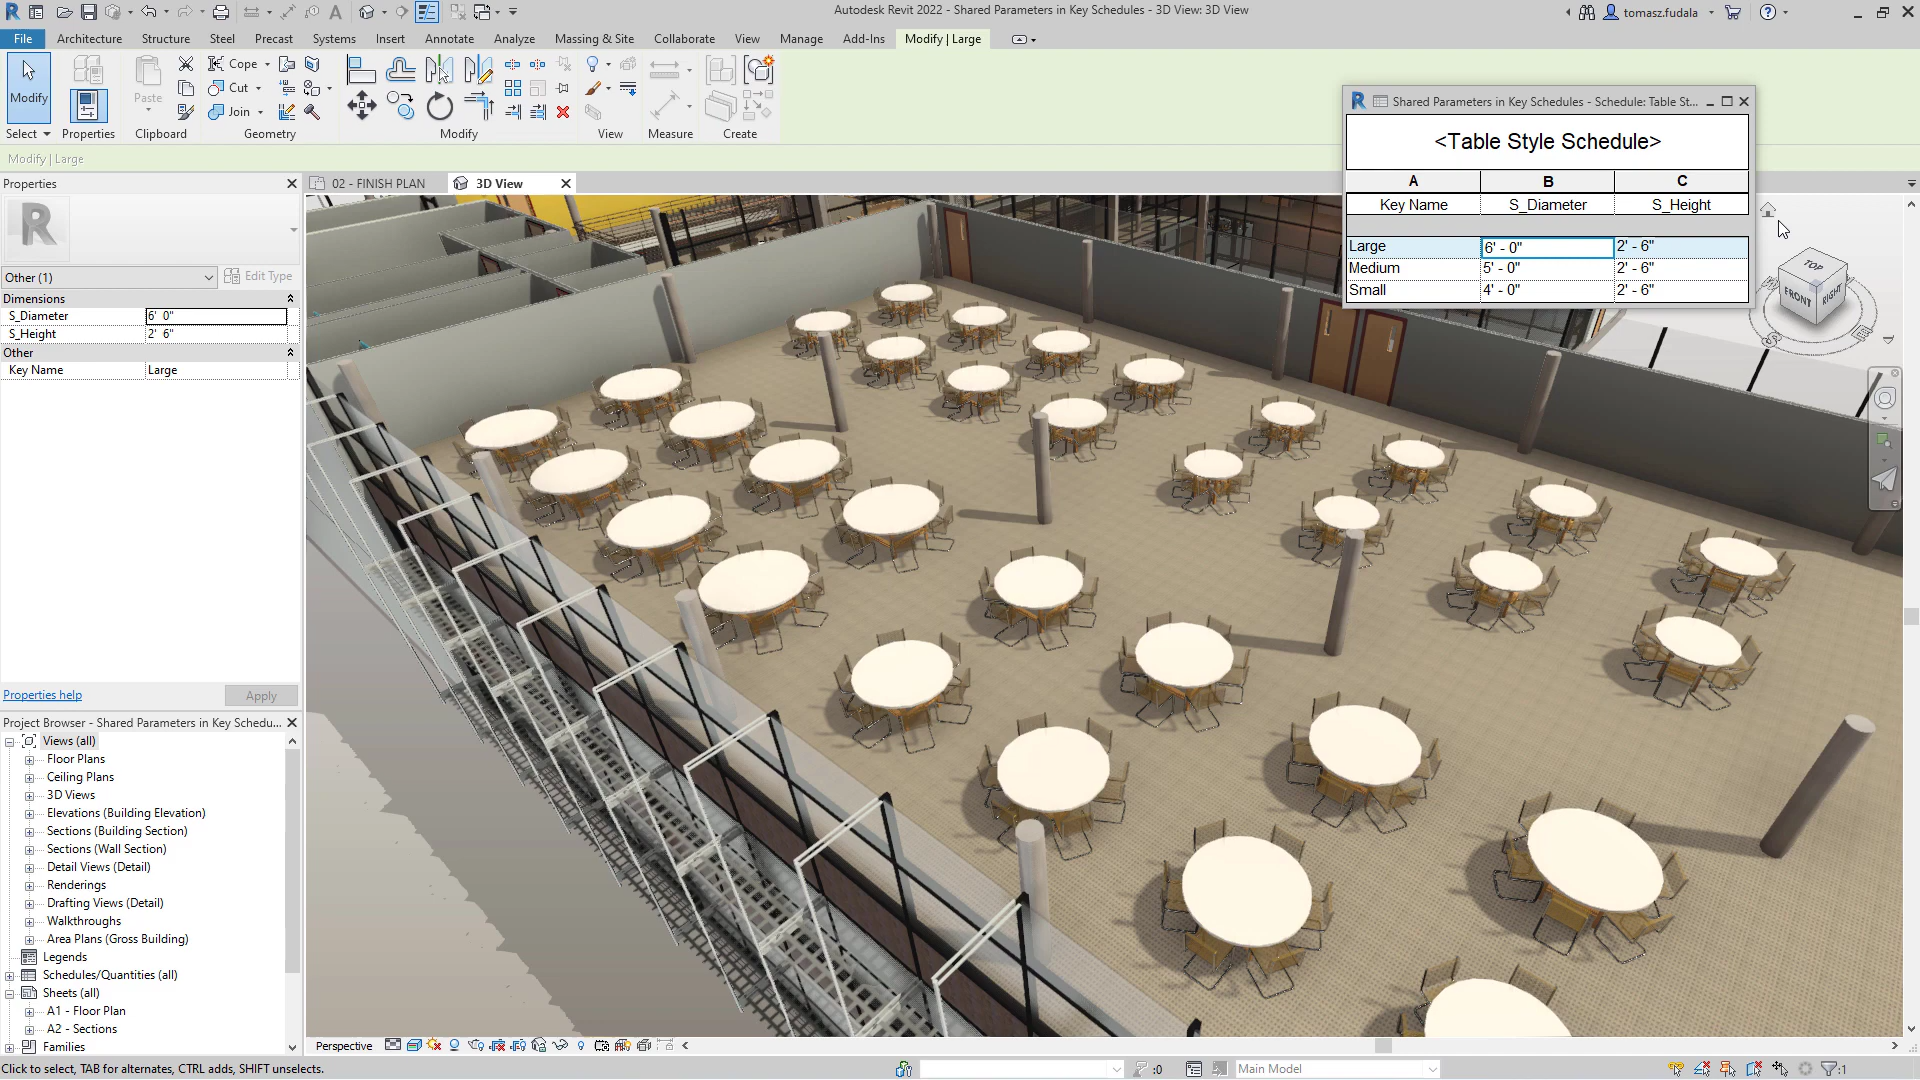 Autodesk Revit 2022 - Shared Parameters in Key Schedules - 3D View: 3D View
tomasz.fudala
File Architecture Structure Steel Precast Systems Insert Annotate Analyze Massing & Site Collaborate View Manage Add-Ins Modify | Large
Modify
Paste
Cope
Cut
Join
Select Properties Clipboard Geometry Modify View Measure Create
Modify | Large
Properties
Other (1)
Edit Type
Dimensions
S_Diameter 6' 0"
S_Height 2' 6"
Other
Key Name Large
Properties help
Apply
Project Browser - Shared Parameters in Key Schedu...
Views (all)
Floor Plans
Ceiling Plans
3D Views
Elevations (Building Elevation)
Sections (Building Section)
Sections (Wall Section)
Detail Views (Detail)
Renderings
Drafting Views (Detail)
Walkthroughs
Area Plans (Gross Building)
Legends
Schedules/Quantities (all)
Sheets (all)
A1 - Floor Plan
A2 - Sections
Families
02 - FINISH PLAN
3D View
Shared Parameters in Key Schedules - Schedule: Table St...
<Table Style Schedule>
A B C
Key Name S_Diameter S_Height
Large 6' - 0" 2' - 6"
Medium 5' - 0" 2' - 6"
Small 4' - 0" 2' - 6"
TOP
FRONT
RIGHT
S
E
Perspective
Click to select, TAB for alternates, CTRL adds, SHIFT unselects.
:0
Main Model
:1